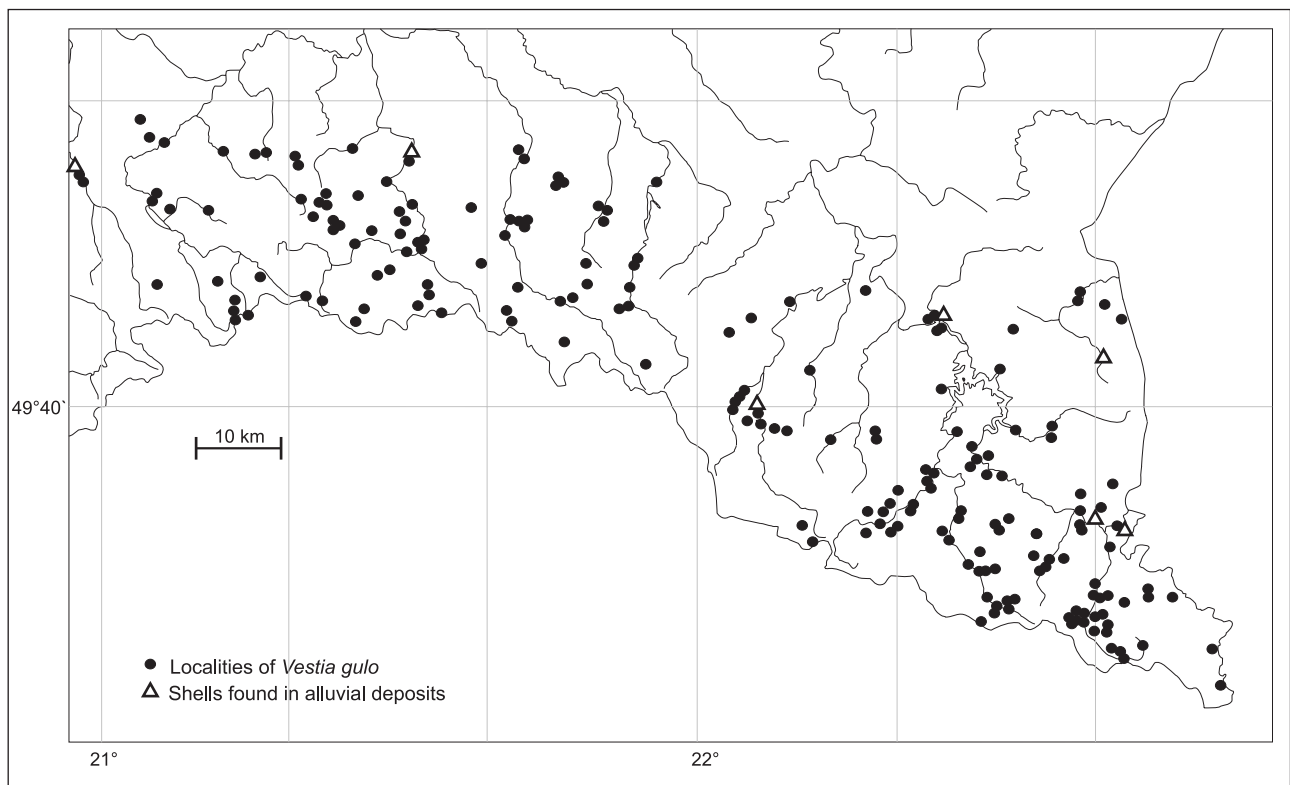 49°40`
10 km
Localities of Vestia gulo
Shells found in alluvial deposits
21°
22°